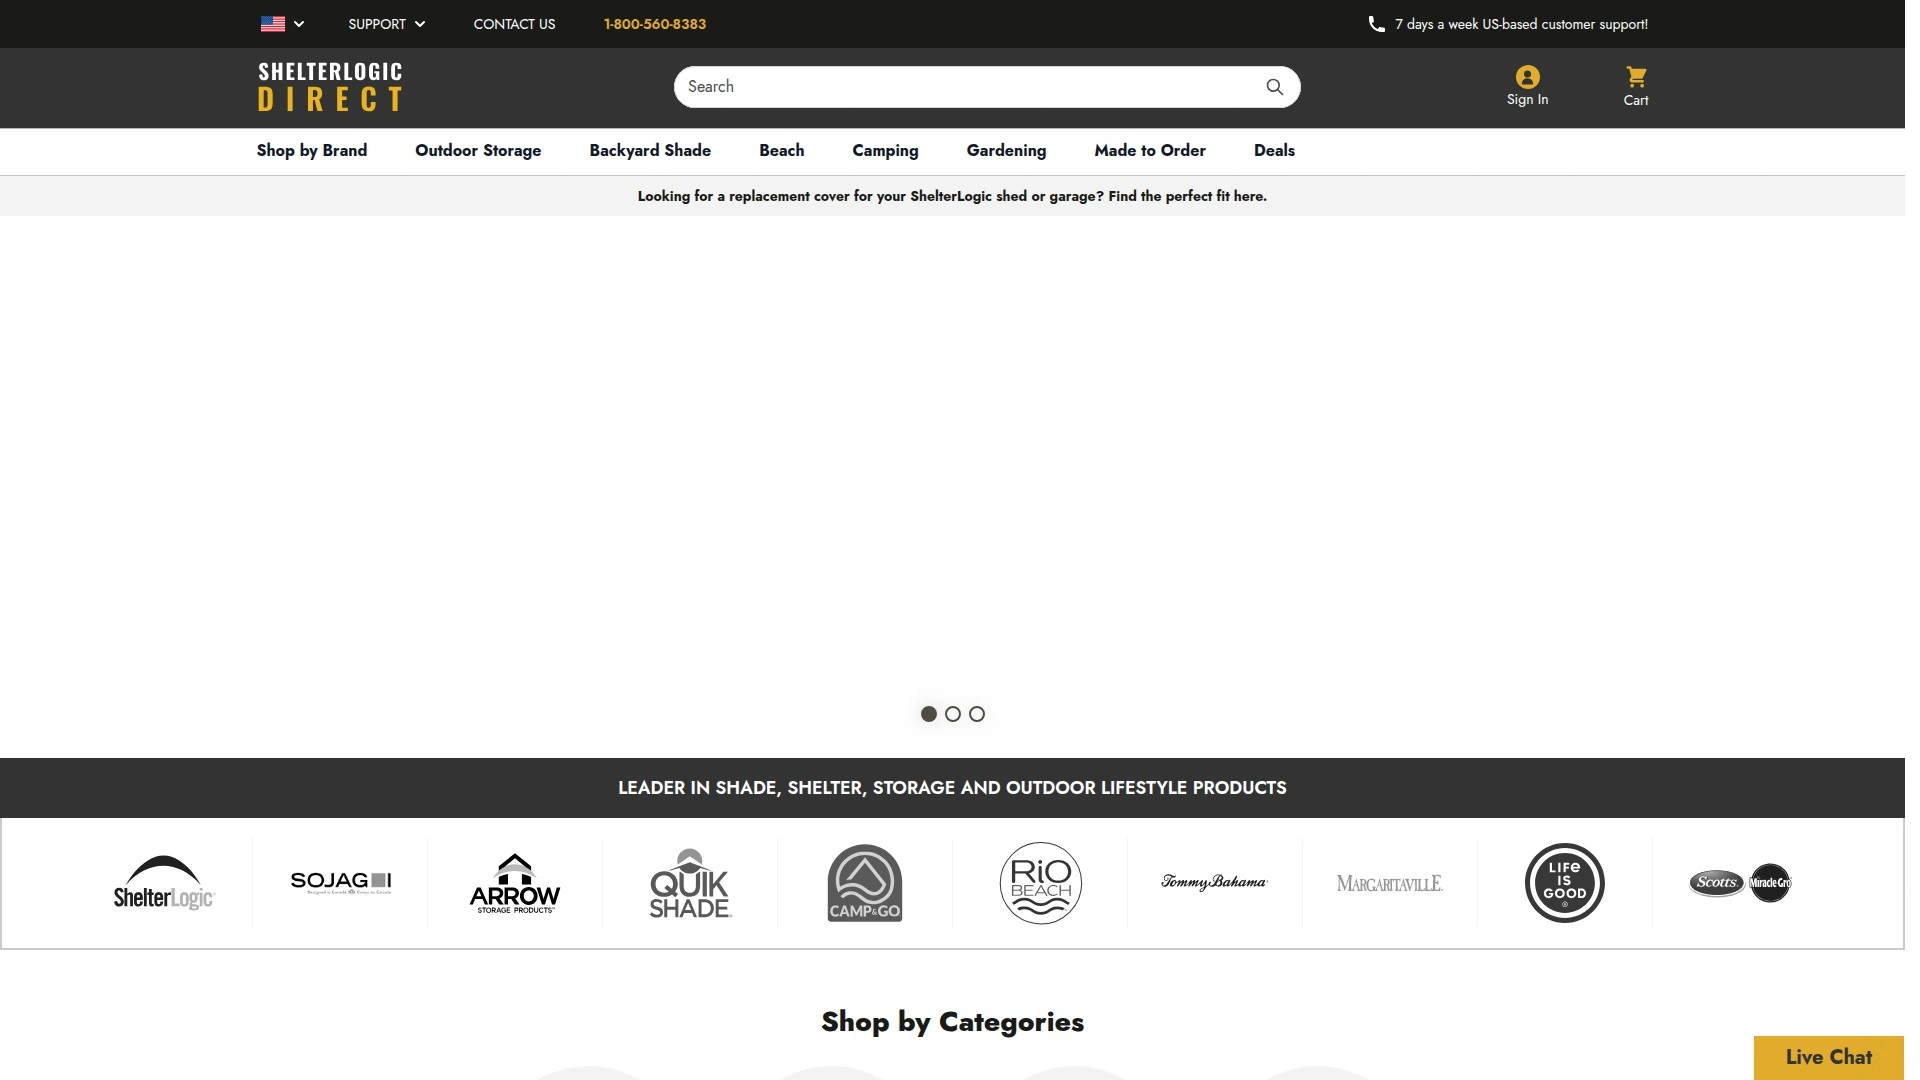 SUPPORT
CONTACT US
1-800-560-8383
7 days a week US-based customer support!
SHELTERLOGIC
DIRECT
Search
Sign In
Cart
Shop by Brand
Outdoor Storage
Backyard Shade
Beach
Camping
Gardening
Made to Order
Deals
Looking for a replacement cover for your ShelterLogic shed or garage? Find the perfect fit here.
LEADER IN SHADE, SHELTER, STORAGE AND OUTDOOR LIFESTYLE PRODUCTS
ShelterLogic
SOJAG
ARROW
STORAGE PRODUCTS
QUIK
SHADE
CAMP&GO
RiO
BEACH
Tommy Bahama
MARGARITAVILLE
LIFe
IS
GOOD
Scotts
Miracle Gro
Shop by Categories
Live Chat